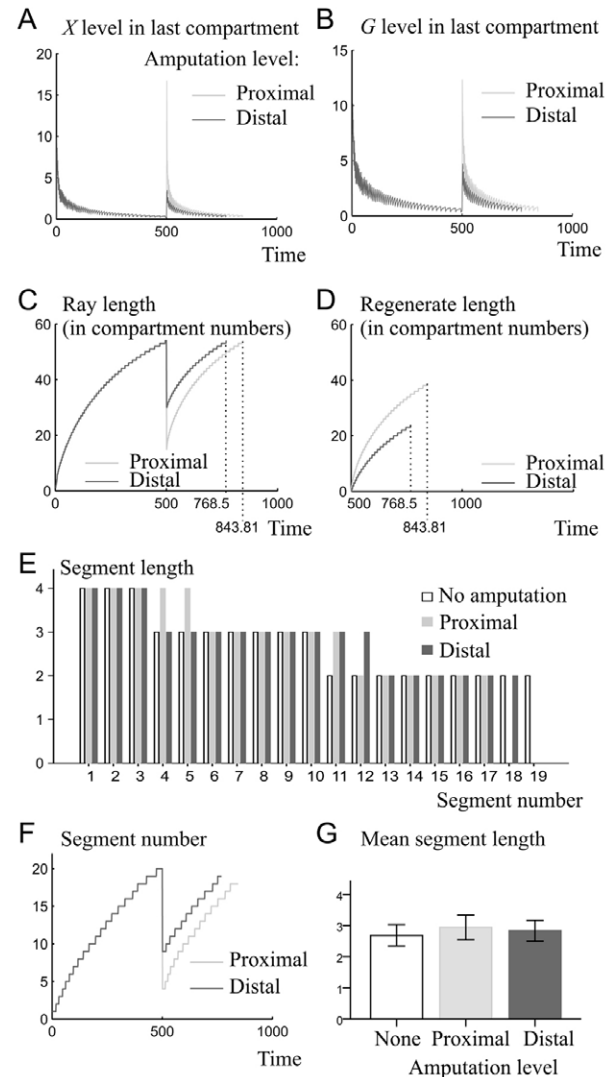 A
X level in last compartment
Amputation level:
Proximal
Distal
20
15
10
5
0
0
500
1000
Time
B
G level in last compartment
Proximal
Distal
15
10
5
0
0
500
1000
Time
C
Ray length
(in compartment numbers)
60
40
20
0
Proximal
Distal
0
500
768.5
1000
843.81
Time
D
Regenerate length
(in compartment numbers)
60
40
20
0
Proximal
Distal
500
768.5
1000
843.81
Time
E
Segment length
No amputation
Proximal
Distal
4
3
2
1
0
1 2 3 4 5 6 7 8 9 10 11 12 13 14 15 16 17 18 19
Segment number
F
Segment number
20
15
10
5
0
Proximal
Distal
0
500
1000
Time
G
Mean segment length
4
3
2
1
0
None Proximal Distal
Amputation level